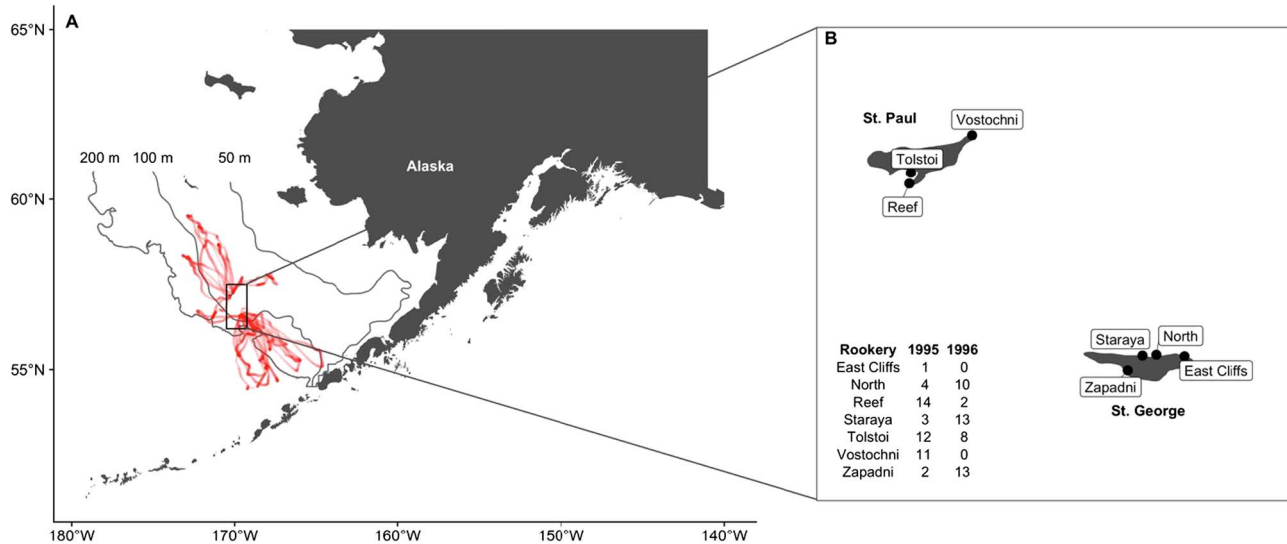 A
65°N
60°N
55°N
200 m 100 m 50 m
Alaska
180°W 170°W 160°W 150°W 140°W
B
St. Paul
Vostochni
Tolstoi
Reef
Staraya
North
East Cliffs
Zapadni
St. George
Rookery 1995 1996
East Cliffs 1 0
North 4 10
Reef 14 2
Staraya 3 13
Tolstoi 12 8
Vostochni 11 0
Zapadni 2 13